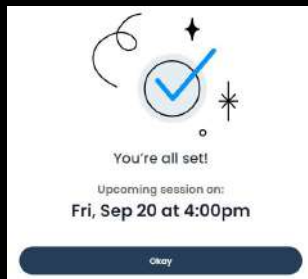 You're all set!
Upcoming session on:
Fri, Sep 20 at 4:00pm
Okay